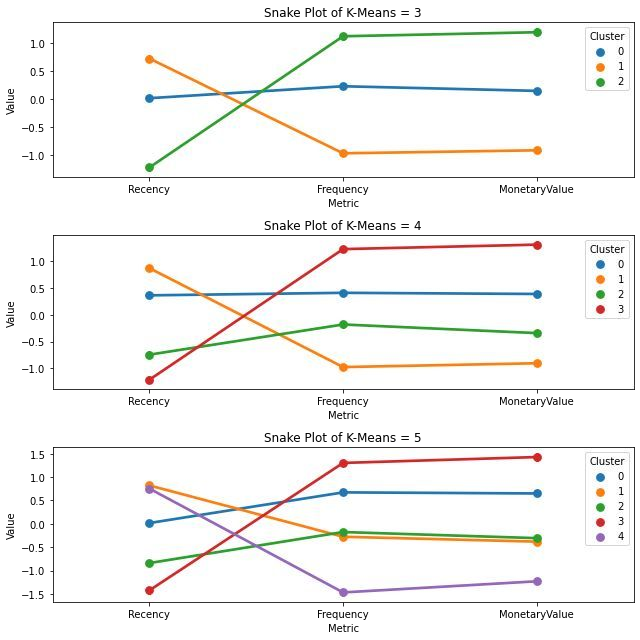 Snake Plot of K-Means = 3
1.0
0.5
0.0
−0.5
−1.0
Value
Cluster
0
1
2
Recency Frequency MonetaryValue
Metric
Snake Plot of K-Means = 4
1.0
0.5
0.0
−0.5
−1.0
Value
Cluster
0
1
2
3
Recency Frequency MonetaryValue
Metric
Snake Plot of K-Means = 5
1.5
1.0
0.5
0.0
−0.5
−1.0
−1.5
Value
Cluster
0
1
2
3
4
Recency Frequency MonetaryValue
Metric